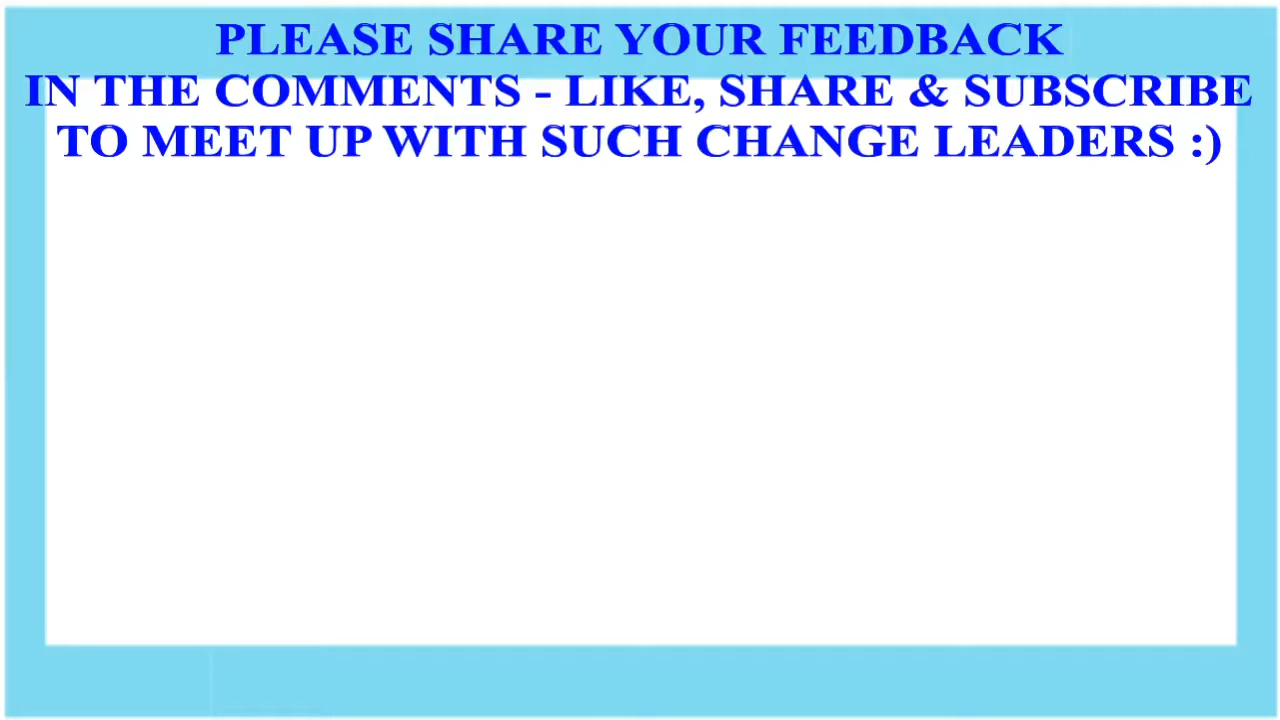 PLEASE SHARE YOUR FEEDBACK
IN THE COMMENTS - LIKE, SHARE & SUBSCRIBE
TO MEET UP WITH SUCH CHANGE LEADERS :)